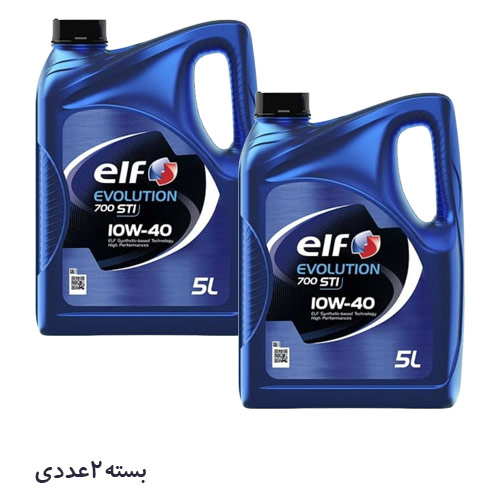 elf
EVOLUTION
700 STI
10W-40
ELF Synthetic-based Technology
High Performances
5L
elf
EVOLUTION
700 STI
10W-40
ELF Synthetic-based Technology
High Performances
5L
بسته ۲ عددی